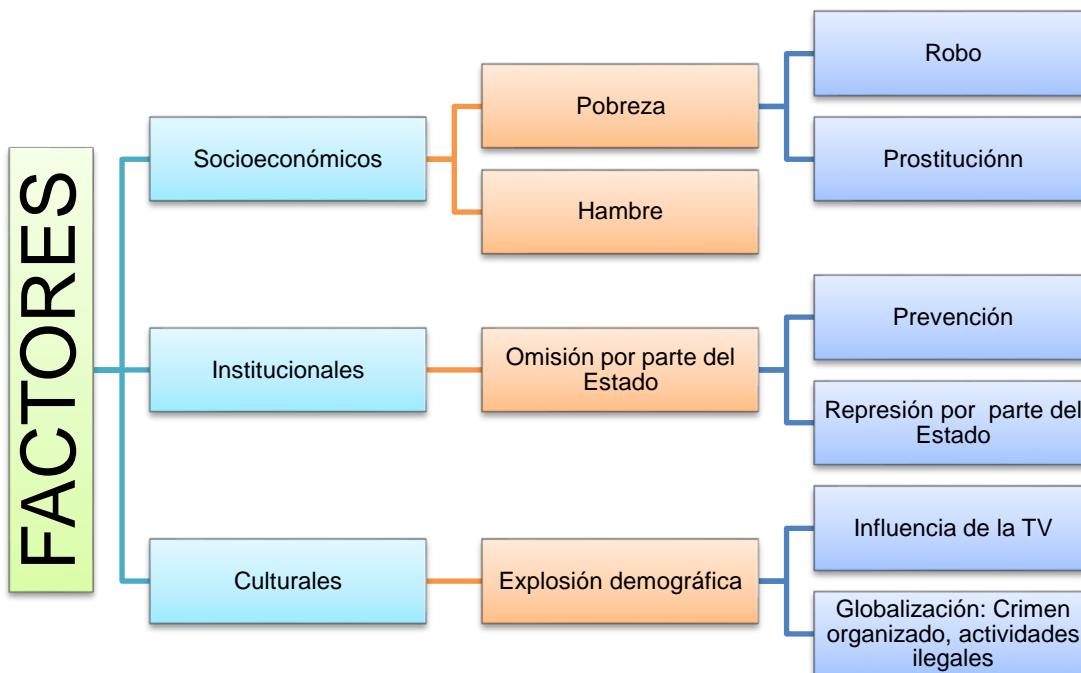 FACTORES
Socioeconómicos
Pobreza
Robo
Prostituciónn
Hambre
Institucionales
Omisión por parte del
Estado
Prevención
Represión por  parte del
Estado
Culturales
Explosión demográfica
Influencia de la TV
Globalización: Crimen
organizado, actividades
ilegales